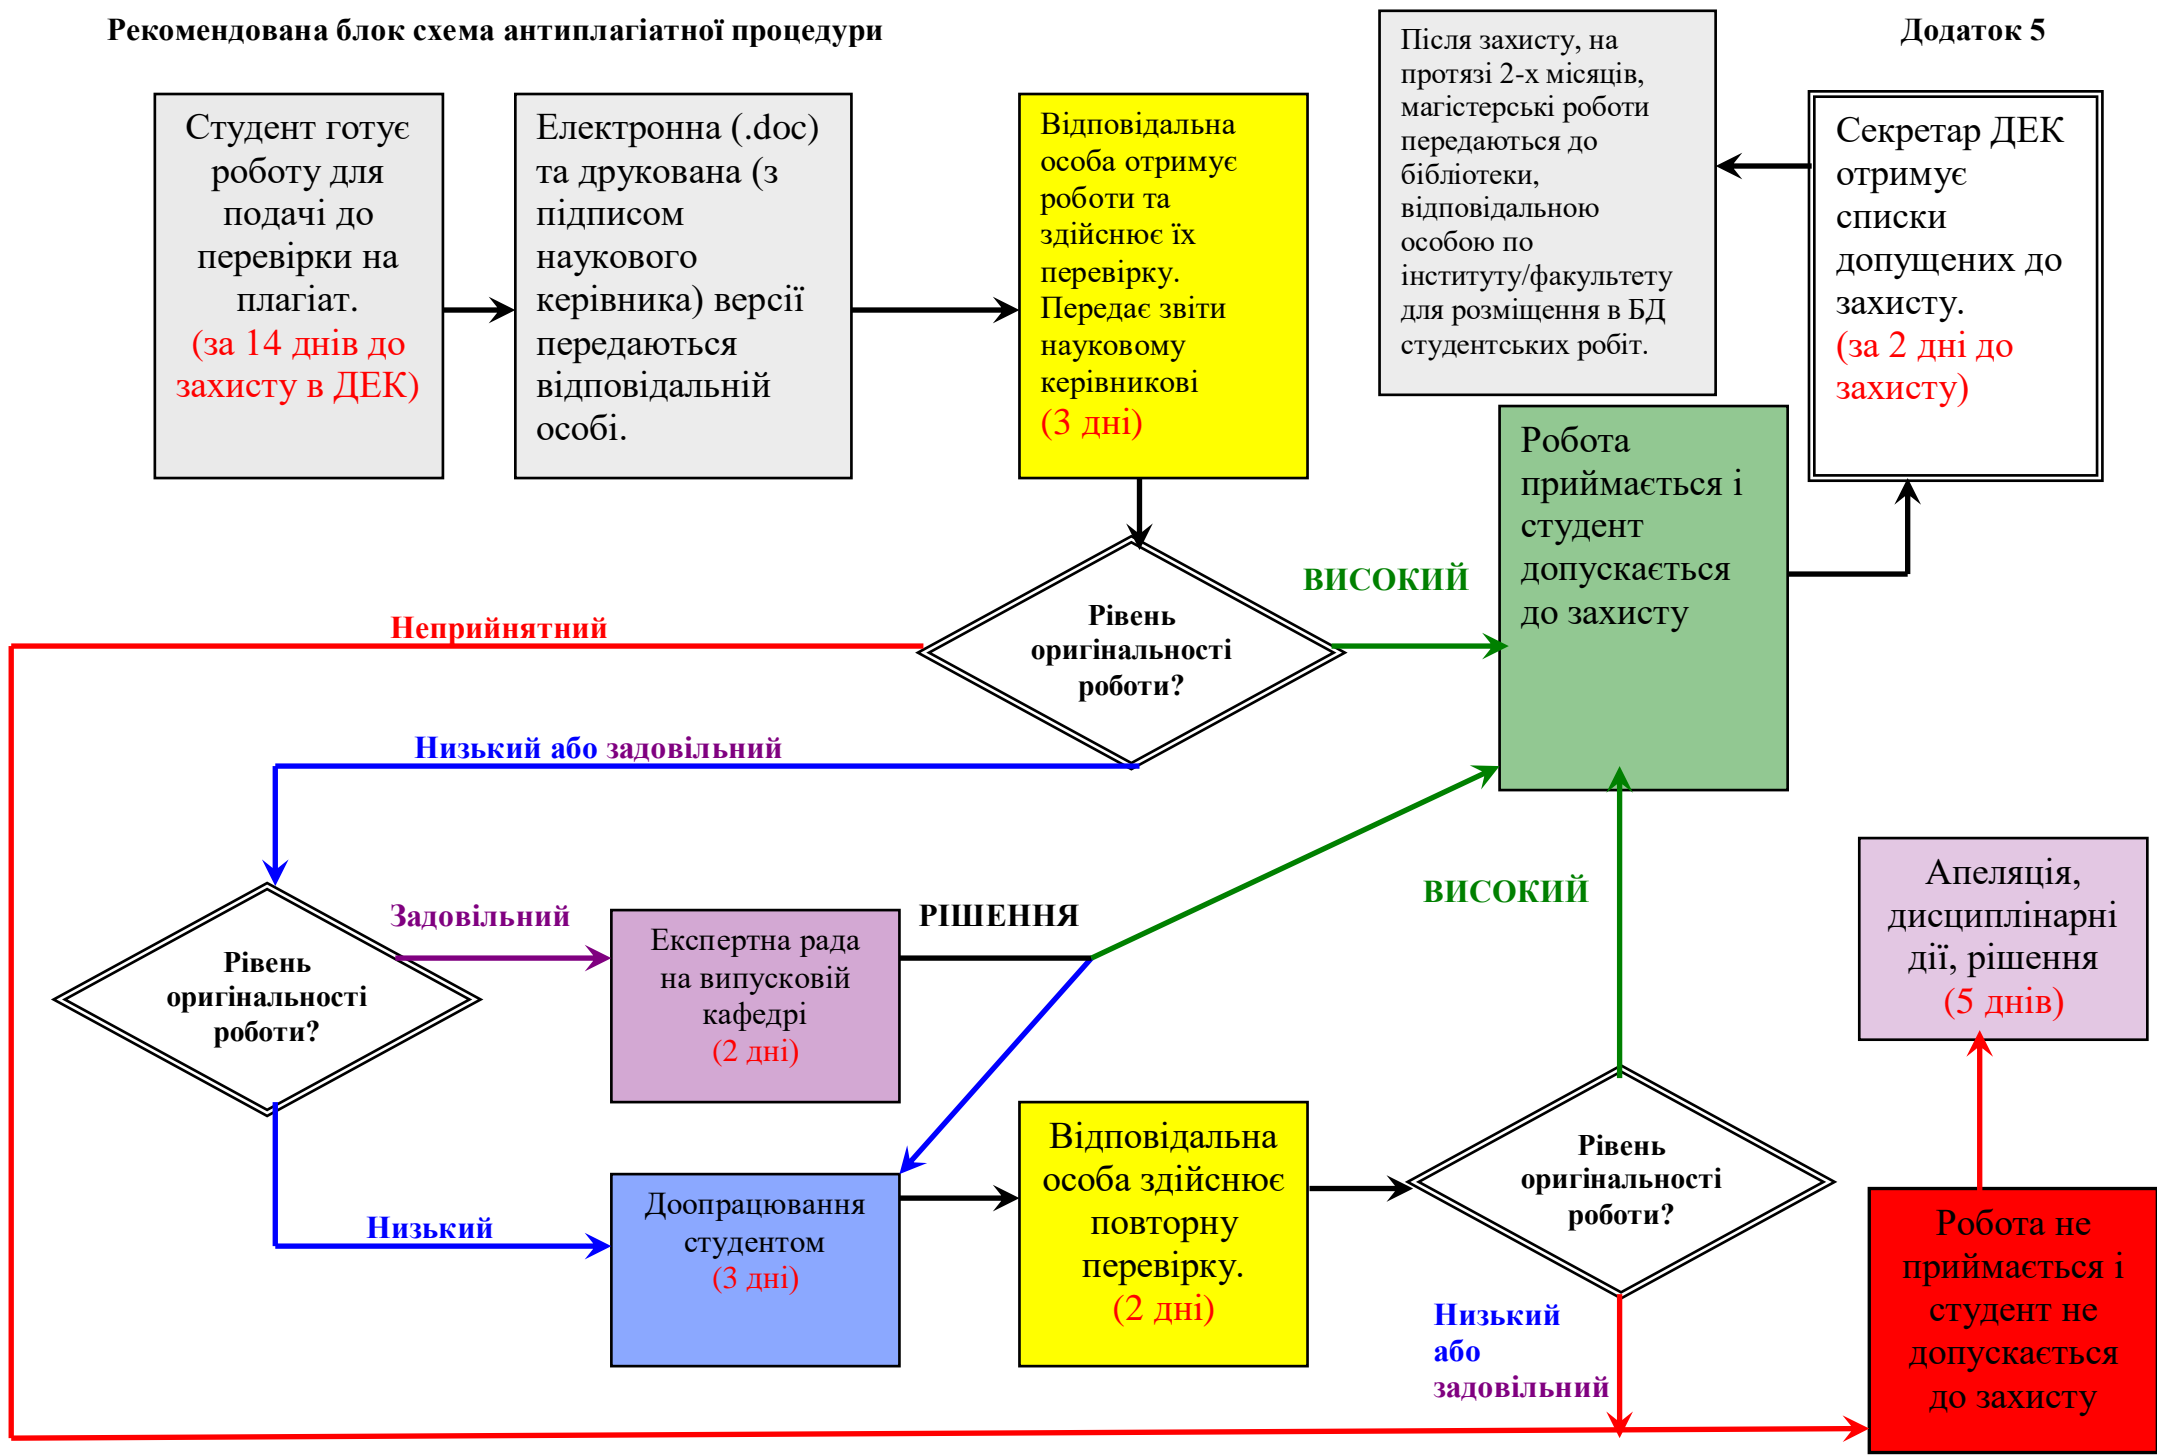 Рекомендована блок схема антиплагіатної процедури
Додаток 5
Студент готує
роботу для
подачі до
перевірки на
плагіат.
(за 14 днів до
захисту в ДЕК)
Електронна (.doc)
та друкована (з
підписом
наукового
керівника) версії
передаються
відповідальній
особі.
Відповідальна
особа отримує
роботи та
здійснює їх
перевірку.
Передає звіти
науковому
керівникові
(3 дні)
Після захисту, на
протязі 2-х місяців,
магістерські роботи
передаються до
бібліотеки,
відповідальною
особою по
інституту/факультету
для розміщення в БД
студентських робіт.
Секретар ДЕК
отримує
списки
допущених до
захисту.
(за 2 дні до
захисту)
Робота
приймається і
студент
допускається
до захисту
ВИСОКИЙ
Рівень
оригінальності
роботи?
Неприйнятний
Низький або задовільний
Рівень
оригінальності
роботи?
Задовільний
Експертна рада
на випусковій
кафедрі
(2 дні)
РІШЕННЯ
ВИСОКИЙ
Апеляція,
дисциплінарні
дії, рішення
(5 днів)
Низький
Доопрацювання
студентом
(3 дні)
Відповідальна
особа здійснює
повторну
перевірку.
(2 дні)
Рівень
оригінальності
роботи?
Низький
або
задовільний
Робота не
приймається і
студент не
допускається
до захисту